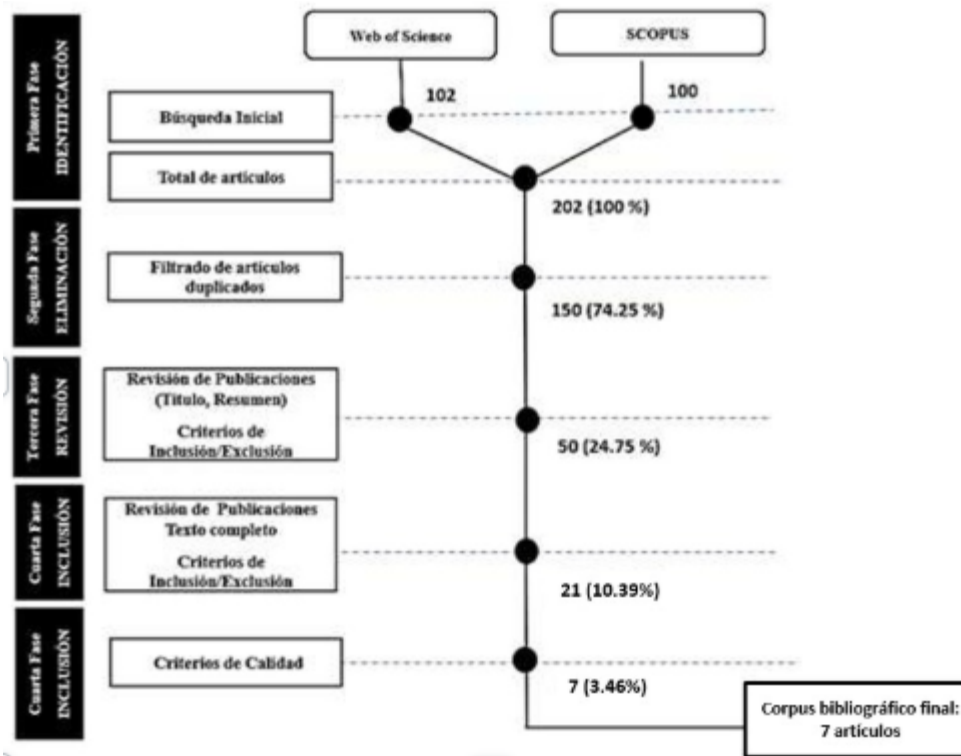 Primera Fase
IDENTIFICACIÓN
Web of Science
SCOPUS
102
100
Búsqueda Inicial
Total de artículos
202 (100 %)
Seguada Fase
ELIMINACIÓN
Filtrado de artículos
duplicados
150 (74.25 %)
Tercera Fase
REVISIÓN
Revisión de Publicaciones
(Titulo, Resumen)
Criterios de
Inclusión/Exclusión
50 (24.75 %)
Cuarta Fase
INCLUSIÓN
Revisión de Publicaciones
Texto completo
Criterios de
Inclusión/Exclusión
21 (10.39%)
Cuarta Fase
INCLUSIÓN
Criterios de Calidad
7 (3.46%)
Corpus bibliográfico final:
7 artículos